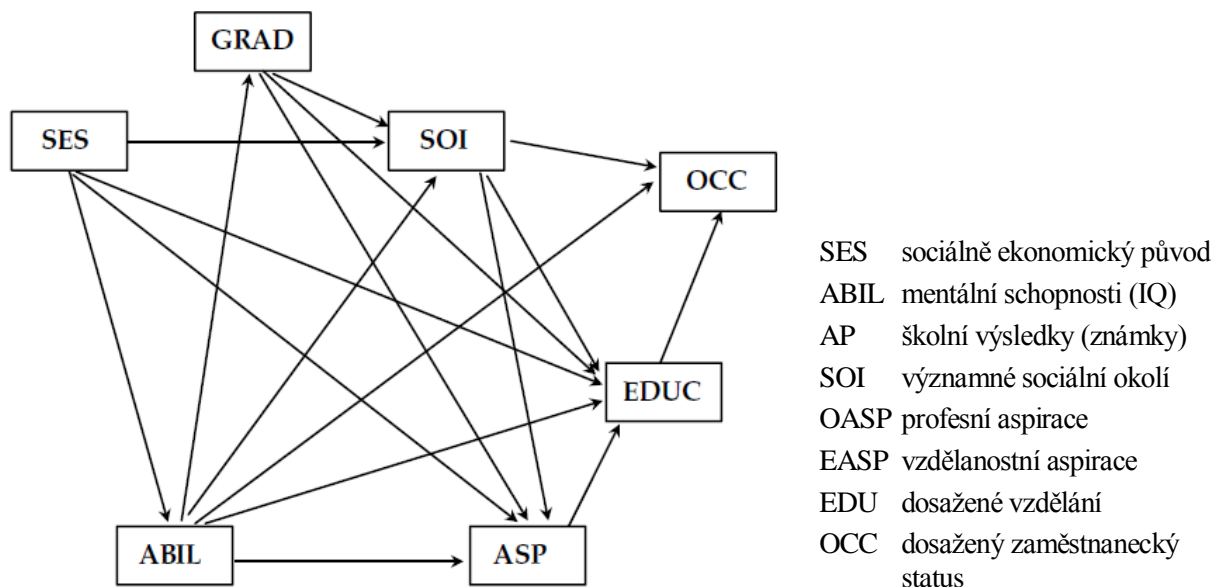 GRAD
SES
SOI
OCC
EDUC
ABIL
ASP
SES sociálně ekonomický původ
ABIL mentální schopnosti (IQ)
AP školní výsledky (známky)
SOI významné sociální okolí
OASP profesní aspirace
EASP vzdělanostní aspirace
EDU dosažené vzdělání
OCC dosažený zaměstnanecký
status